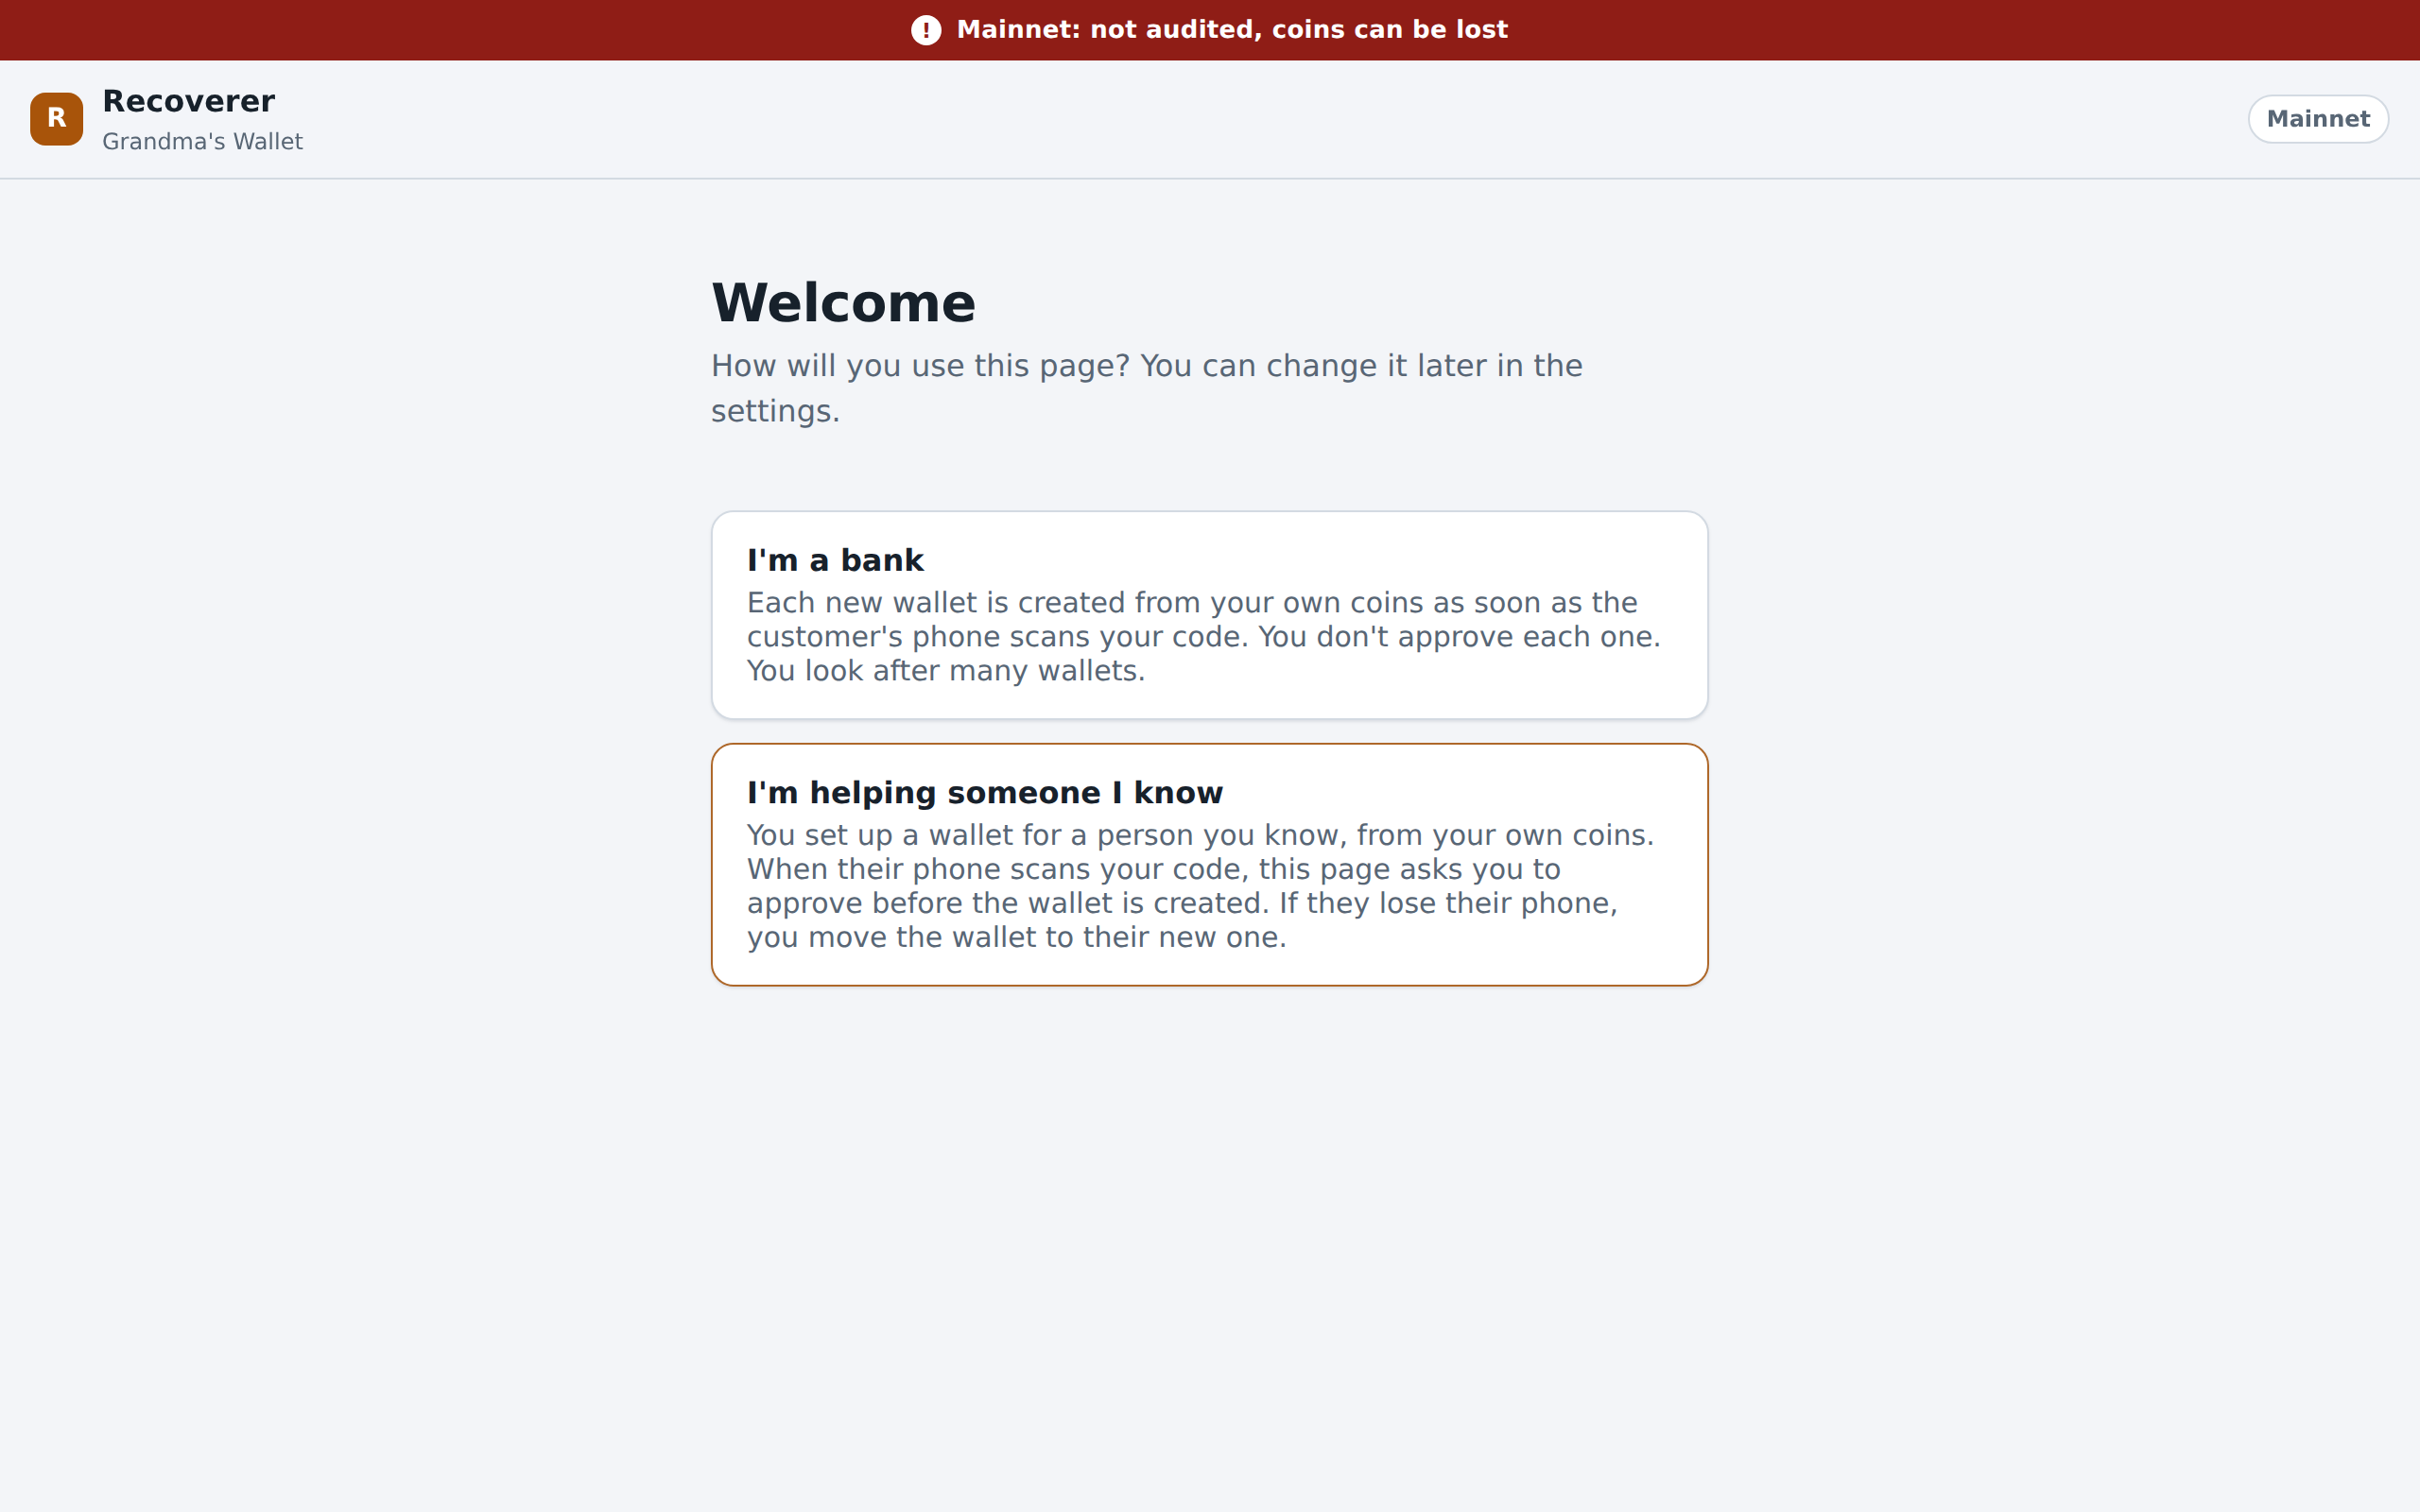 ! Mainnet: not audited, coins can be lost
R
Recoverer
Grandma's Wallet
Mainnet
Welcome
How will you use this page? You can change it later in the
settings.
I'm a bank
Each new wallet is created from your own coins as soon as the
customer's phone scans your code. You don't approve each one.
You look after many wallets.
I'm helping someone I know
You set up a wallet for a person you know, from your own coins.
When their phone scans your code, this page asks you to
approve before the wallet is created. If they lose their phone,
you move the wallet to their new one.